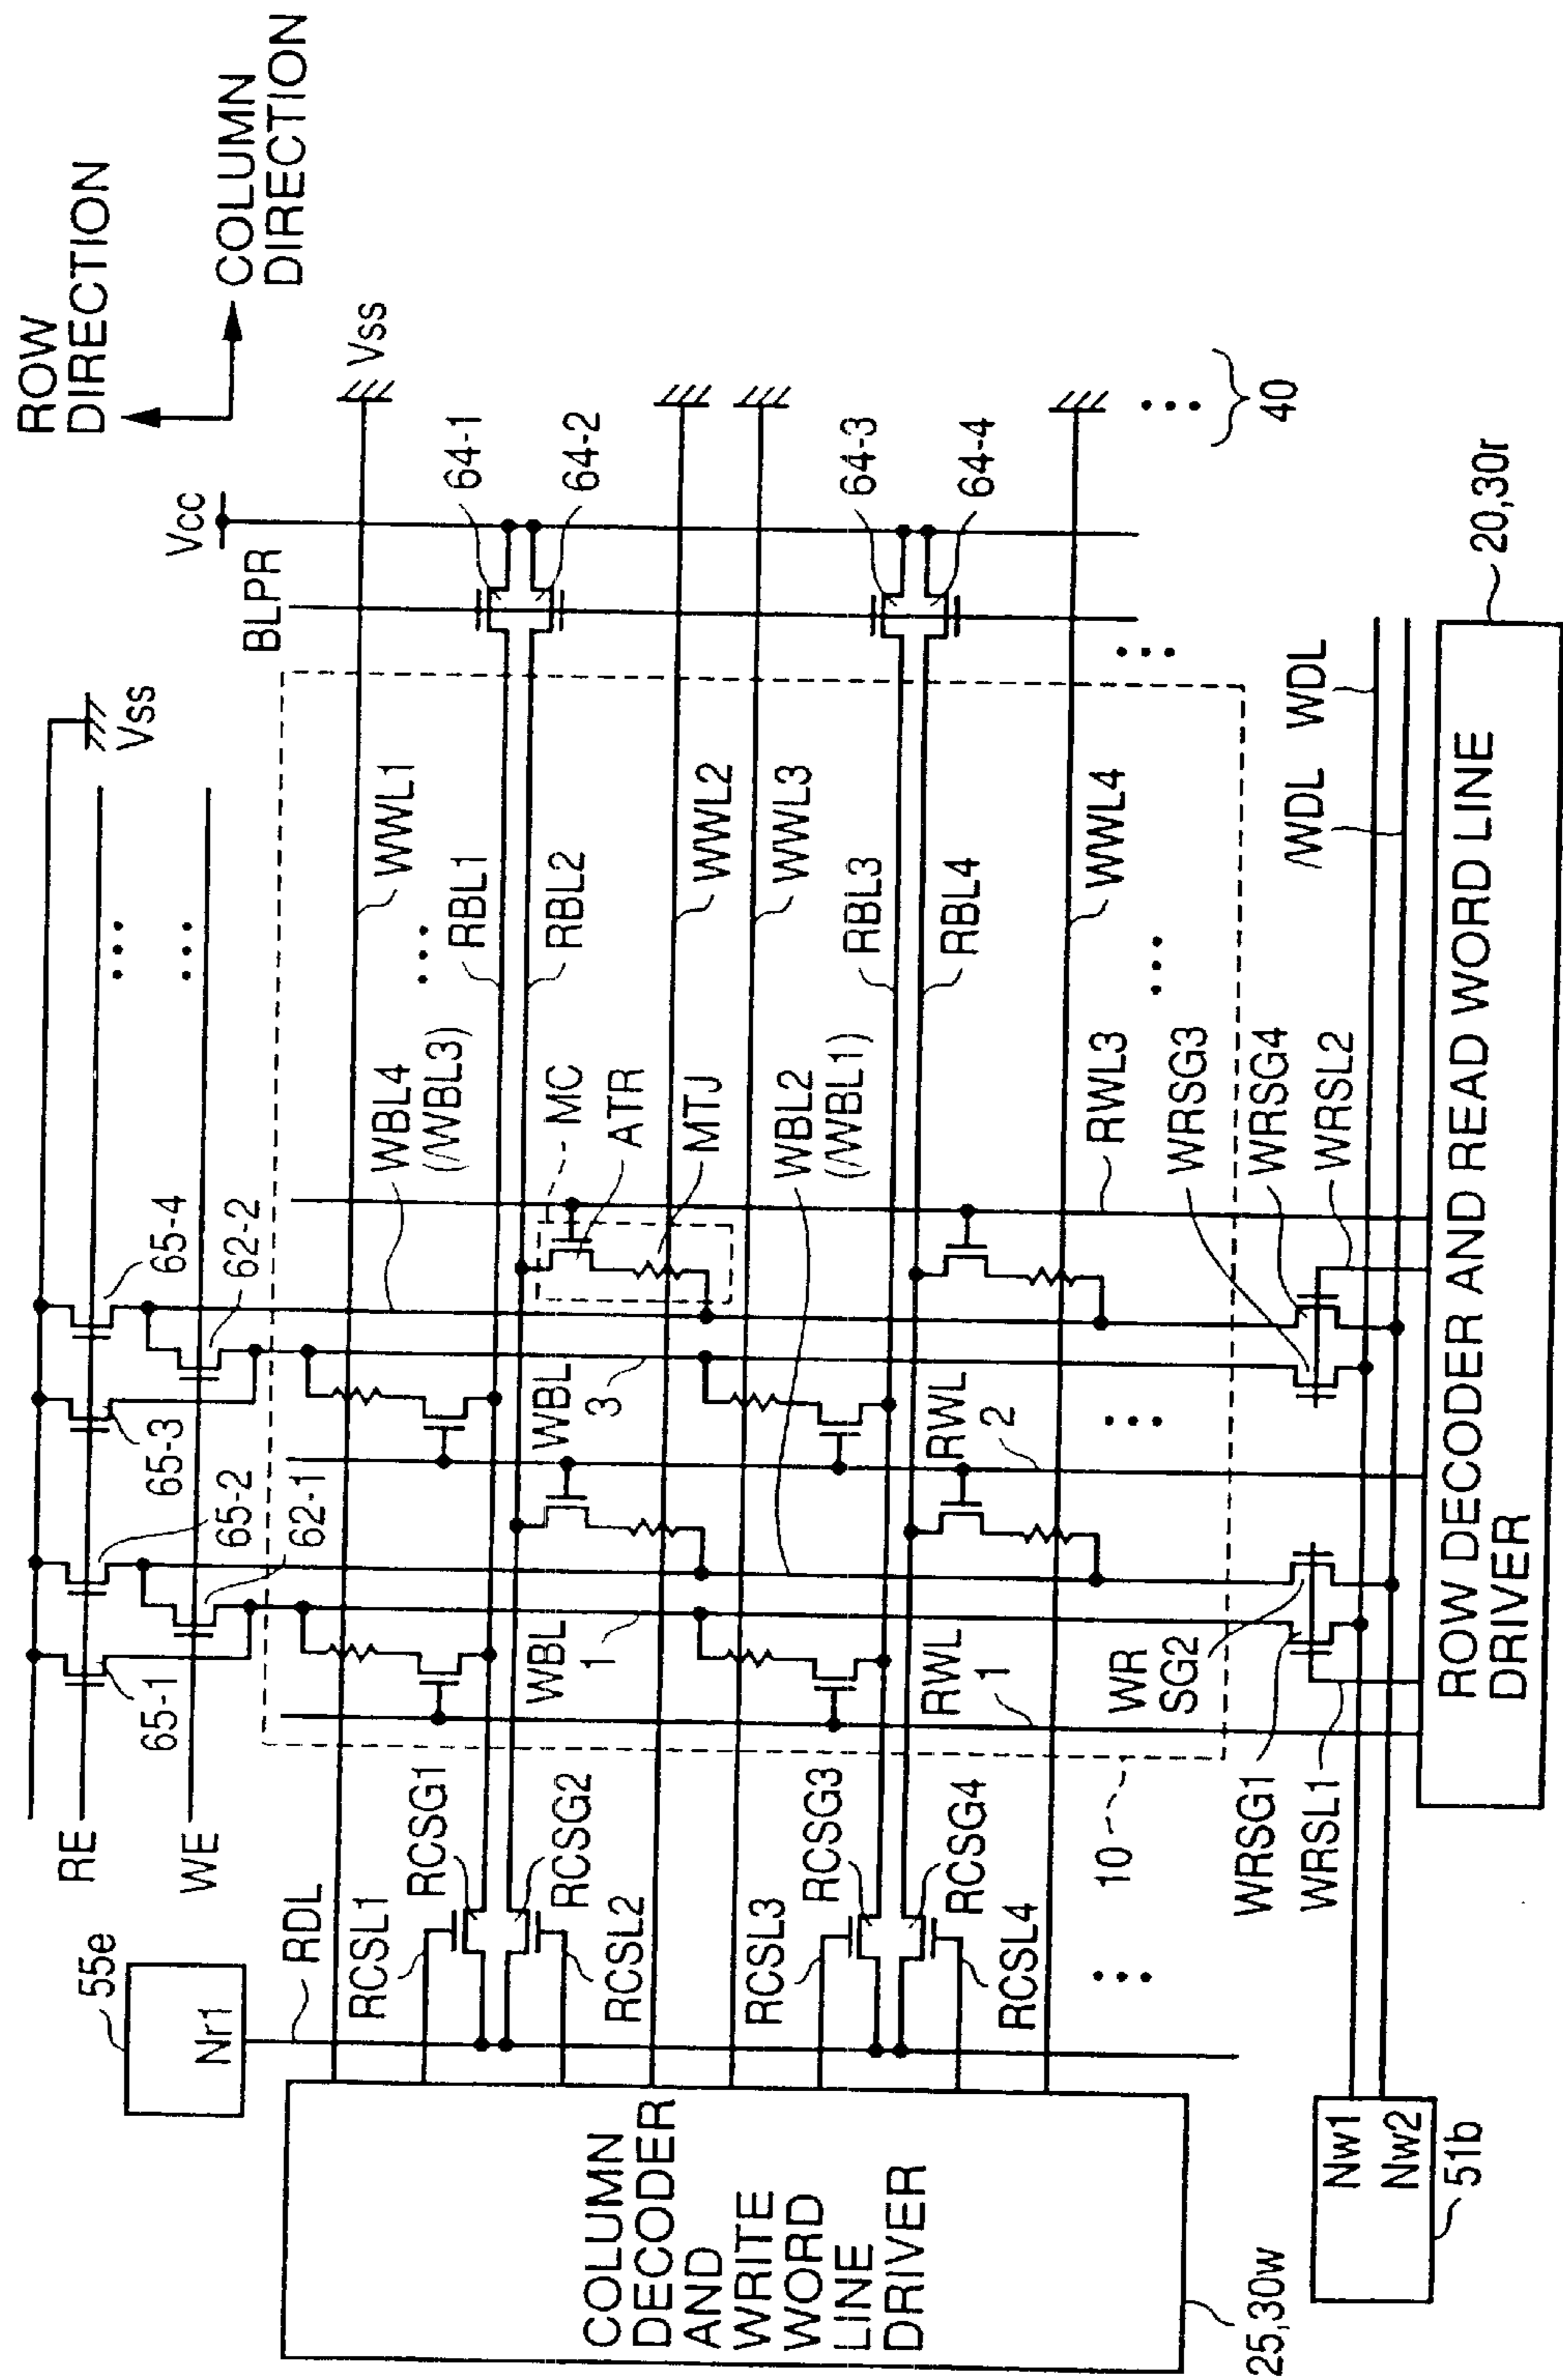 ROW
DIRECTION
COLUMN
DIRECTION
Vss
Vcc
BLPR
Vss
64-1
64-2
64-3
64-4
40
20,30r
RE
WE
65-1
65-2
62-1
65-3
65-4
62-2
WWL1
RBL1
RBL2
WWL2
WWL3
RBL3
RBL4
WWL4
WBL4
(/WBL3)
MC
ATR
MTJ
WBL2
(/WBL1)
RWL3
WRSG3
WRSG4
WRSL2
/WDL
WDL
WBL
3
RWL
2
WBL
1
RWL
1
WR
SG2
WRSG1
WRSL1
10
55e
Nr1
RDL
RCSL1
RCSG1
RCSG2
RCSL2
RCSL3
RCSG3
RCSG4
RCSL4
COLUMN
DECODER
AND
WRITE
WORD
LINE
DRIVER
25,30w
Nw1
Nw2
51b
ROW DECODER AND READ WORD LINE
DRIVER